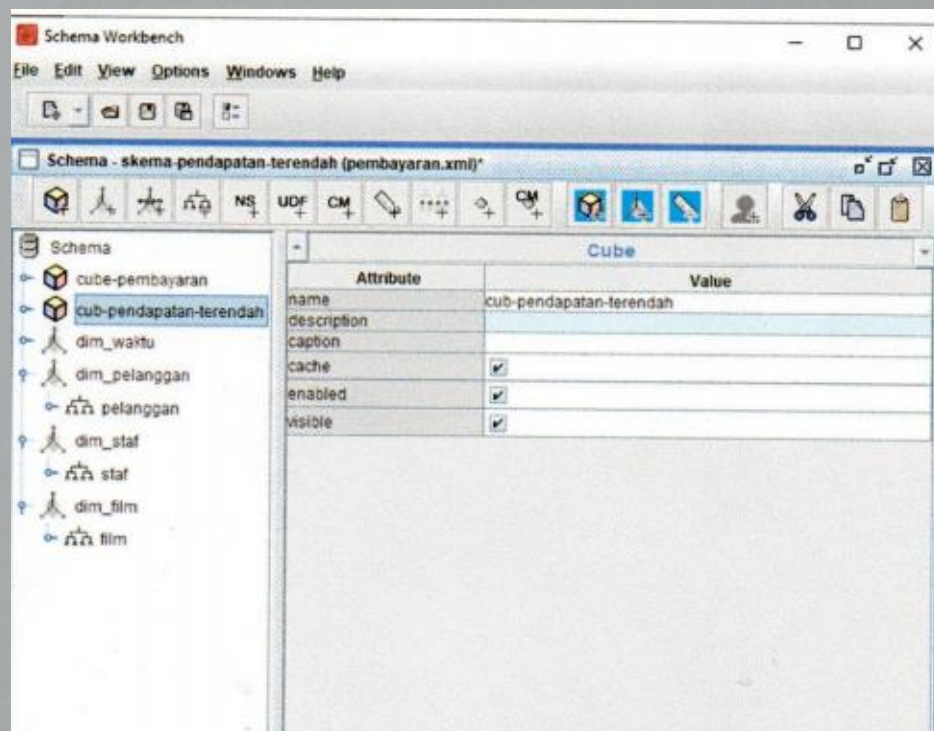 Schema Workbench
File Edit View Options Windows Help
Schema - skema-pendapatan-terendah (pembayaran.xml)*
NS UDF CM CM
Schema
cube-pembayaran
cub-pendapatan-terendah
dim_waktu
dim_pelanggan
pelanggan
dim_staf
staf
dim_film
film
Cube
Attribute Value
name cub-pendapatan-terendah
description
caption
cache
enabled
visible